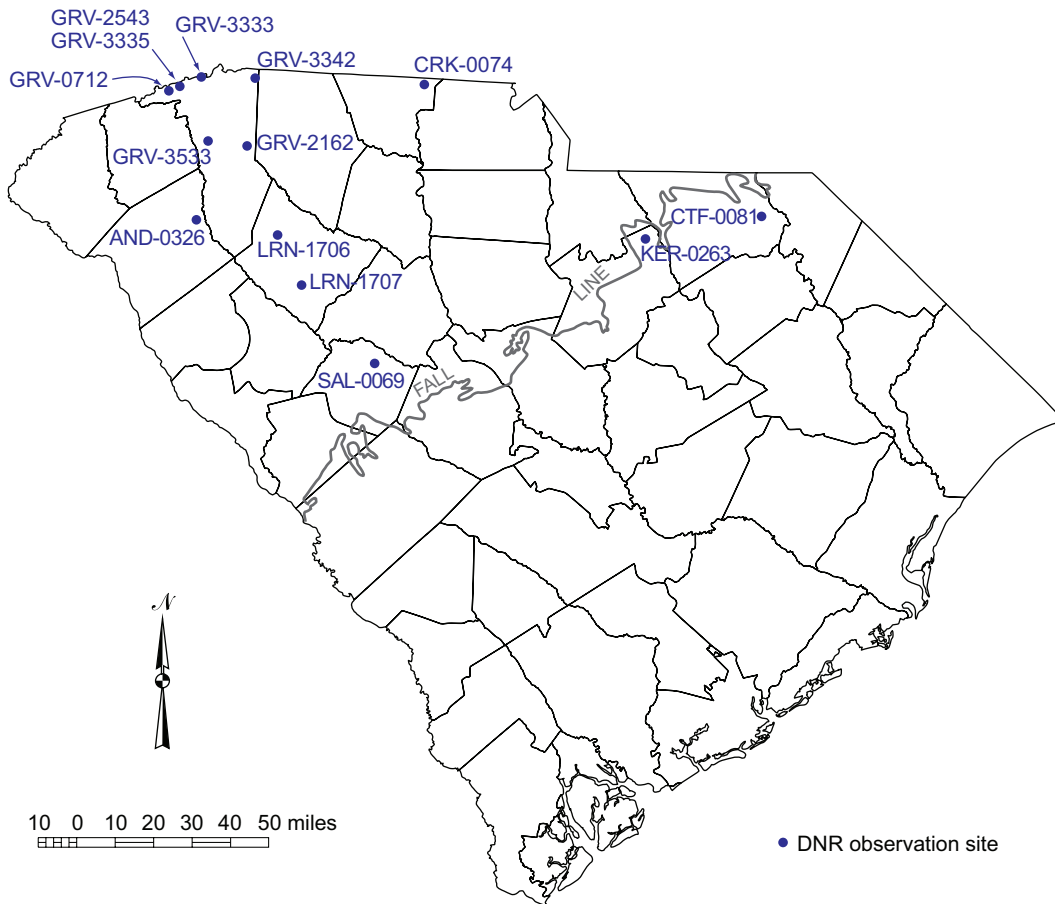 GRV-2543
GRV-3335
GRV-3333
GRV-0712
GRV-3342
CRK-0074
GRV-3533
GRV-2162
AND-0326
LRN-1706
LRN-1707
CTF-0081
KER-0263
LINE
FALL
SAL-0069
N
10 0 10 20 30 40 50 miles
DNR observation site